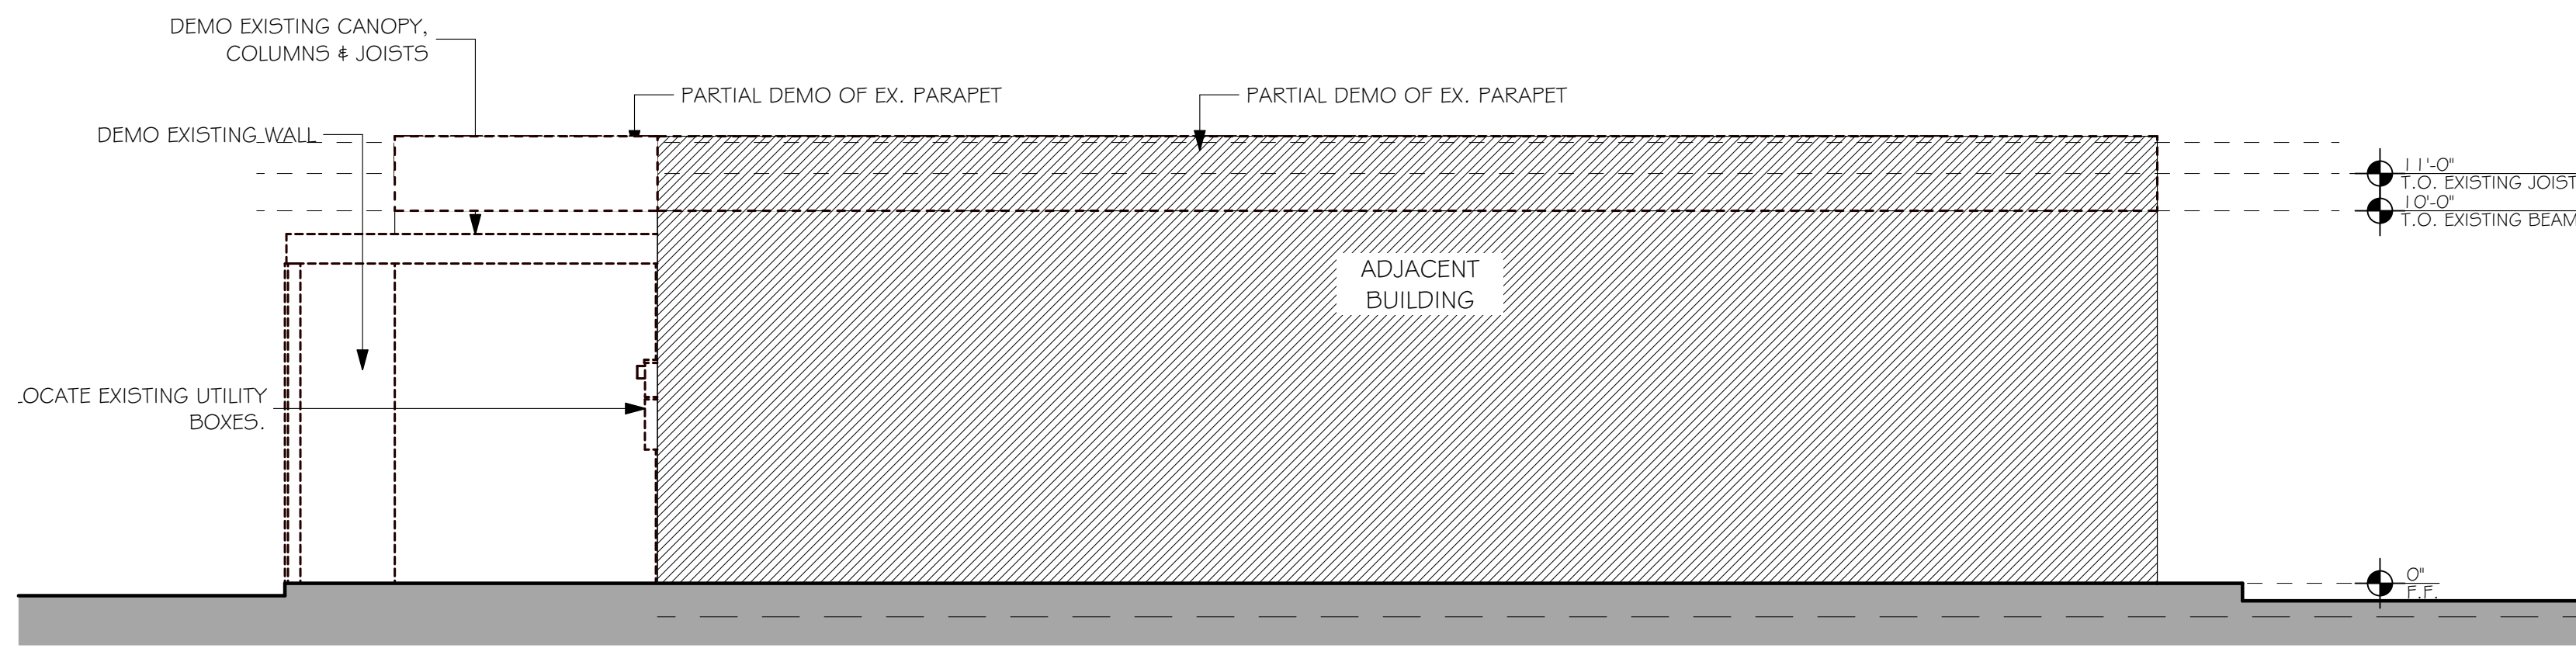 DEMO EXISTING CANOPY,
COLUMNS & JOISTS
PARTIAL DEMO OF EX. PARAPET
PARTIAL DEMO OF EX. PARAPET
DEMO EXISTING WALL
11'-0"
T.O. EXISTING JOIST
10'-0"
T.O. EXISTING BEAM
ADJACENT
BUILDING
OCATE EXISTING UTILITY
BOXES.
0"
F.F.